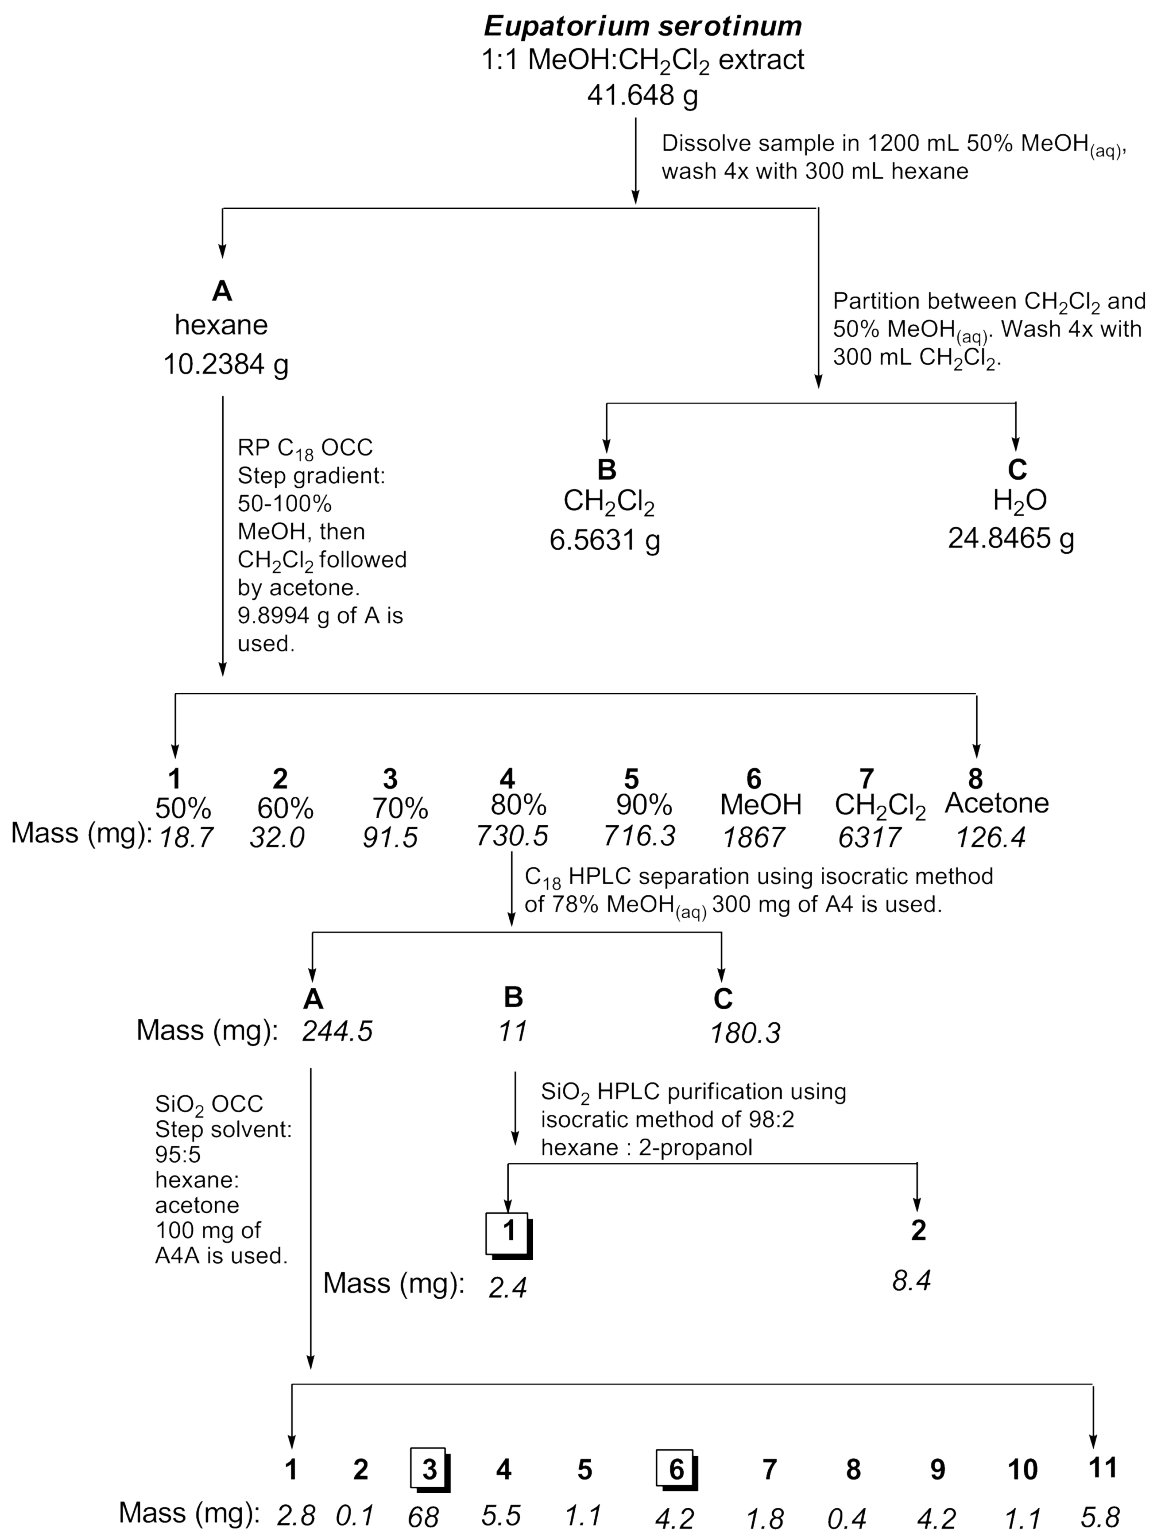 Eupatorium serotinum
1:1 MeOH:CH2Cl2 extract
41.648 g
Dissolve sample in 1200 mL 50% MeOH(aq),
wash 4x with 300 mL hexane
A
hexane
10.2384 g
Partition between CH2Cl2 and
50% MeOH(aq). Wash 4x with
300 mL CH2Cl2.
B
CH2Cl2
6.5631 g
C
H2O
24.8465 g
RP C18 OCC
Step gradient:
50-100%
MeOH, then
CH2Cl2 followed
by acetone.
9.8994 g of A is
used.
1 2 3 4 5 6 7 8
50% 60% 70% 80% 90% MeOH CH2Cl2 Acetone
Mass (mg): 18.7 32.0 91.5 730.5 716.3 1867 6317 126.4
C18 HPLC separation using isocratic method
of 78% MeOH(aq) 300 mg of A4 is used.
A B C
Mass (mg): 244.5 11 180.3
SiO2 OCC
Step solvent:
95:5
hexane:
acetone
100 mg of
A4A is used.
SiO2 HPLC purification using
isocratic method of 98:2
hexane : 2-propanol
1 2
Mass (mg): 2.4 8.4
1 2 3 4 5 6 7 8 9 10 11
Mass (mg): 2.8 0.1 68 5.5 1.1 4.2 1.8 0.4 4.2 1.1 5.8